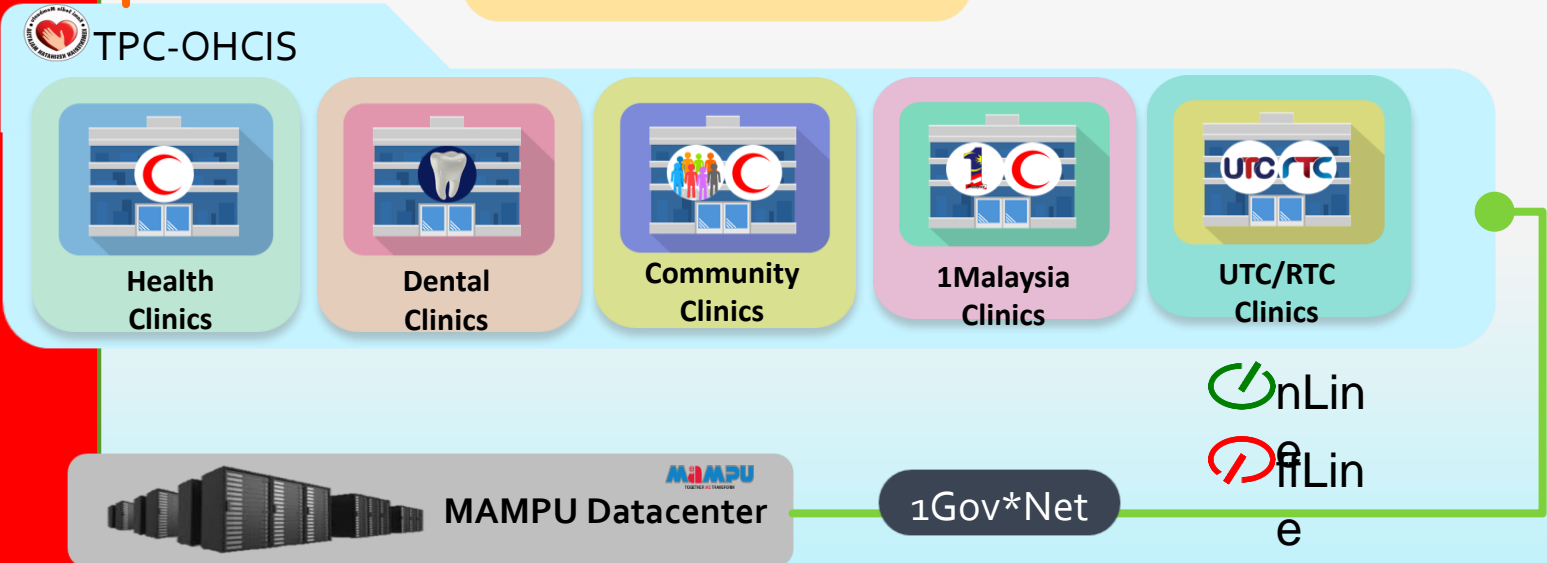 TPC-OHCIS
UTC
rTC
Health
Clinics
Dental
Clinics
Community
Clinics
1Malaysia
Clinics
UTC/RTC
Clinics
nLin
e
ffLin
e
MAMPU
MAMPU Datacenter
1Gov*Net